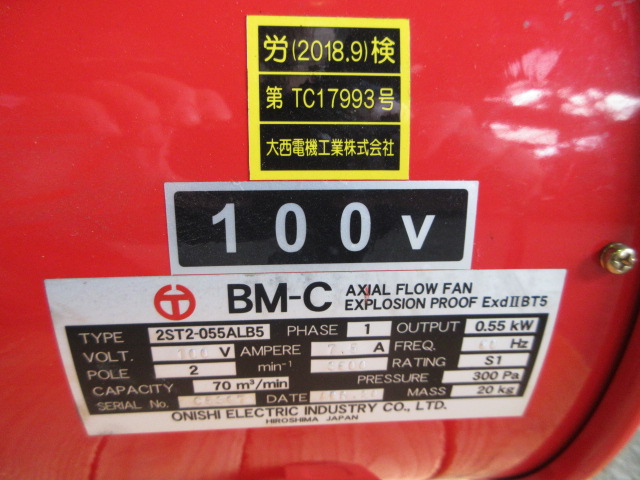 労(2018.9)検
第 TC17993号
大西電機工業株式会社
100v
BM-C AXIAL FLOW FAN
EXPLOSION PROOF ExdⅡBT5
TYPE 2ST2-055ALB5 PHASE 1 OUTPUT 0.55 kW
VOLT. 100 V AMPERE A FREQ. Hz
POLE 2 min⁻¹ RATING S1
CAPACITY 70 m³/min PRESSURE 300 Pa
SERIAL No. DATE MASS 20 kg
ONISHI ELECTRIC INDUSTRY CO., LTD.
HIROSHIMA JAPAN